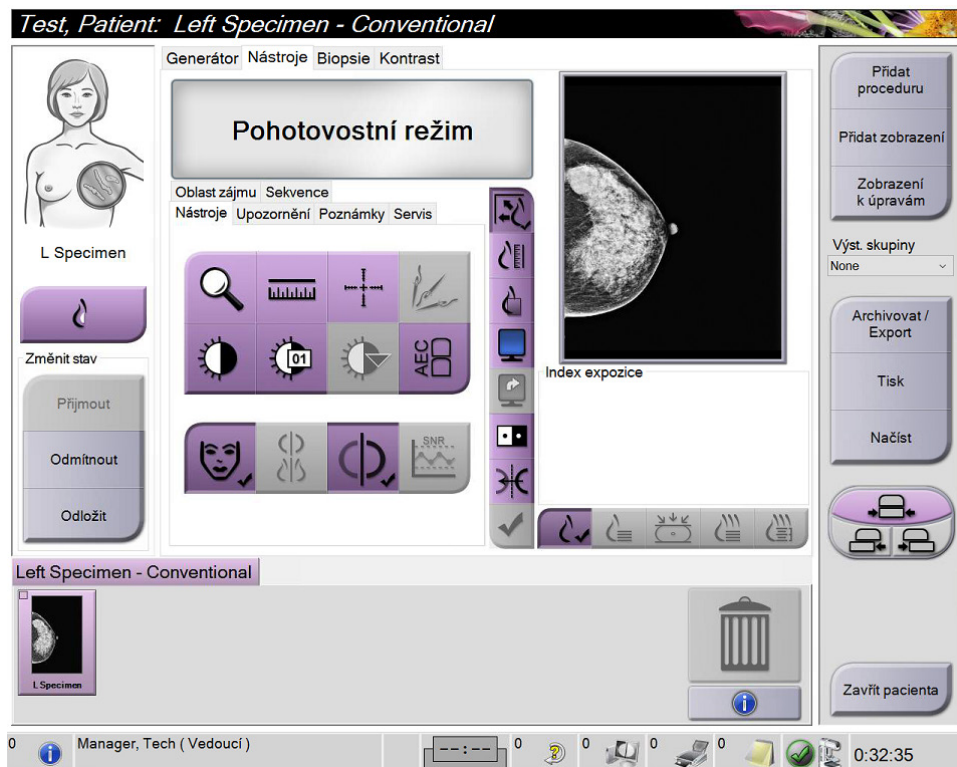 Test, Patient: Left Specimen - Conventional
Generátor Nástroje Biopsie Kontrast
Pohotovostní režim
Oblast zájmu Sekvence
Nástroje Upozornění Poznámky Servis
01
AEC
SNR
L Specimen
Změnit stav
Přijmout
Odmítnout
Odložit
Index expozice
Přidat
proceduru
Přidat zobrazení
Zobrazení
k úpravám
Výst. skupiny
None
Archivovat /
Export
Tisk
Načíst
Left Specimen - Conventional
L Specimen
Zavřít pacienta
0
Manager, Tech ( Vedoucí )
--:--
0
0
0
0
0:32:35